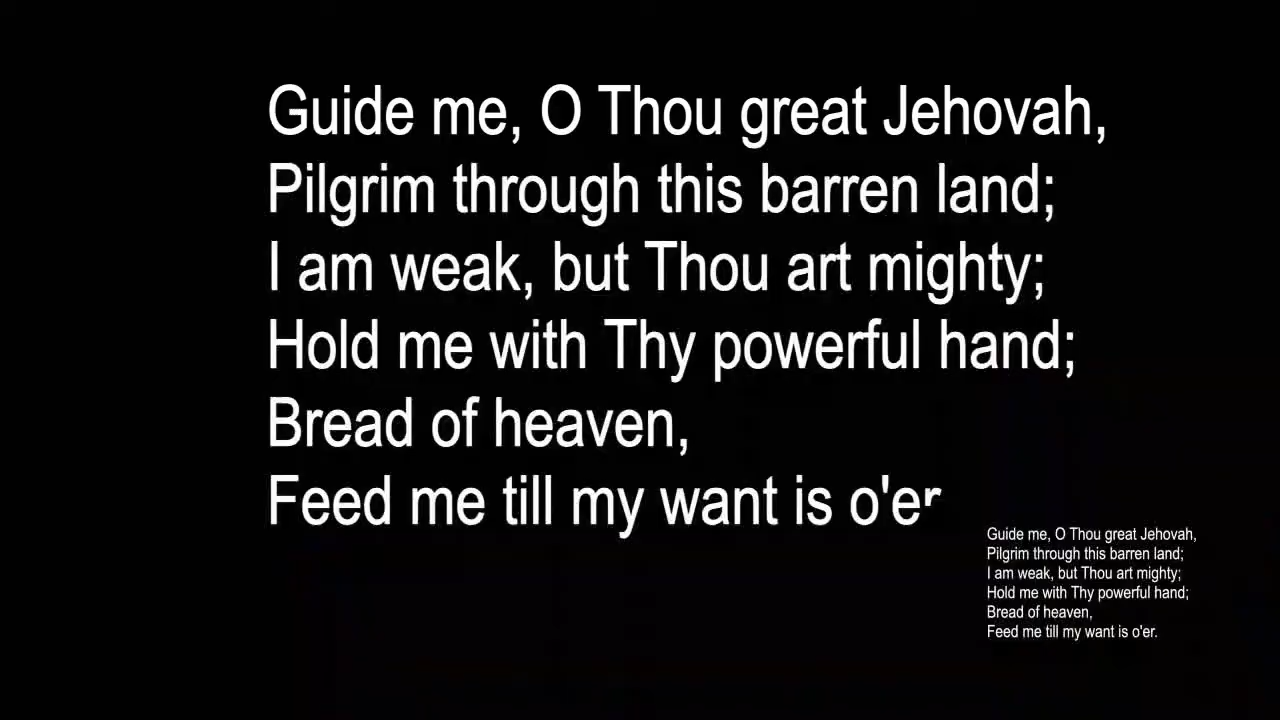 Guide me, O Thou great Jehovah,
Pilgrim through this barren land;
I am weak, but Thou art mighty;
Hold me with Thy powerful hand;
Bread of heaven,
Feed me till my want is o'er
Guide me, O Thou great Jehovah,
Pilgrim through this barren land;
I am weak, but Thou art mighty;
Hold me with Thy powerful hand;
Bread of heaven,
Feed me till my want is o'er.